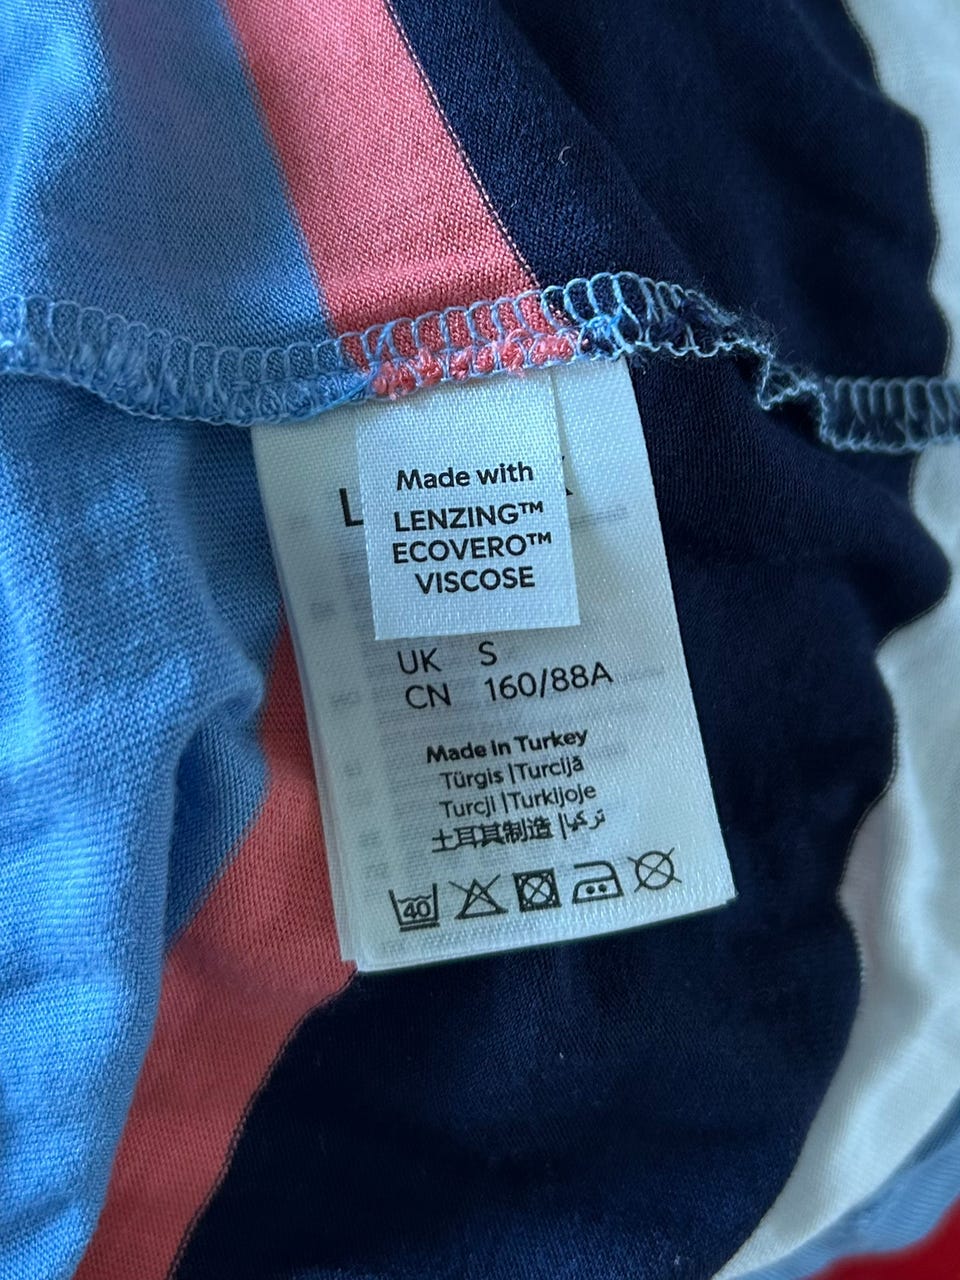 Made with
LENZING™
ECOVERO™
VISCOSE
UK S
CN 160/88A
Made in Turkey
Türgis |Turcijā
Turcji |Turkijoje
土耳其制造 |تركيا
40